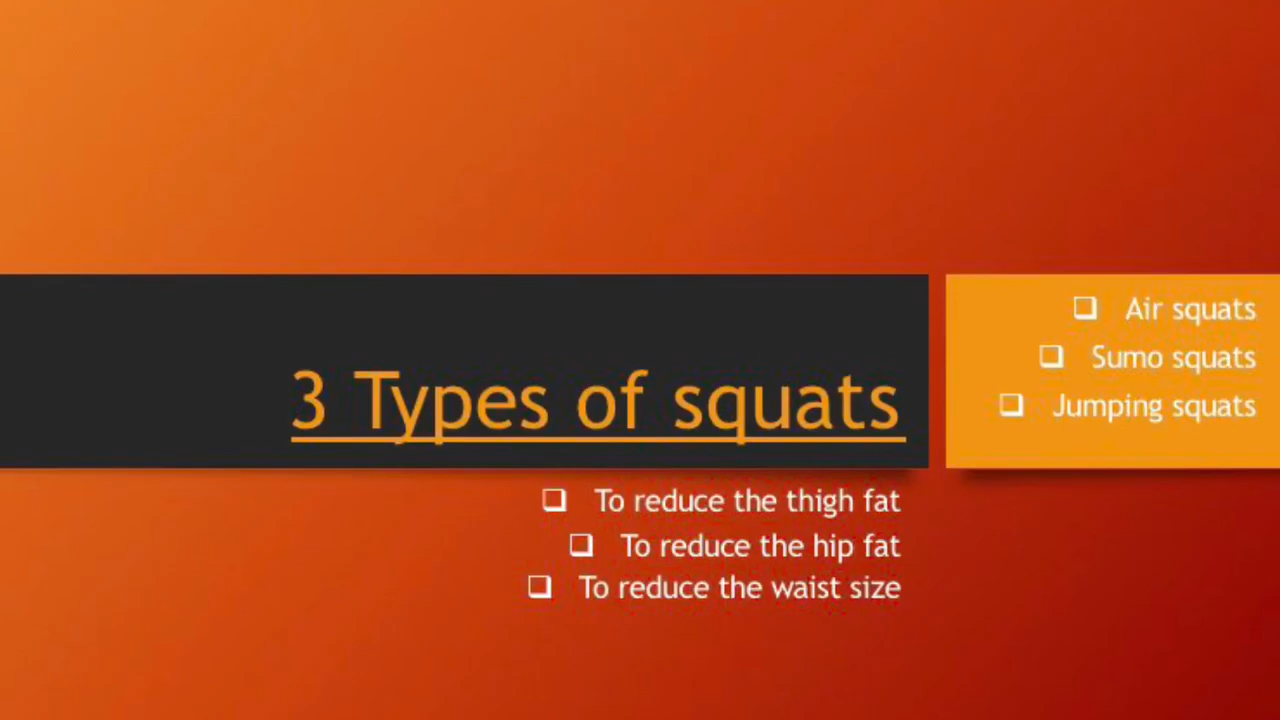 3 Types of squats
❑ Air squats
❑ Sumo squats
❑ Jumping squats
❑ To reduce the thigh fat
❑ To reduce the hip fat
❑ To reduce the waist size